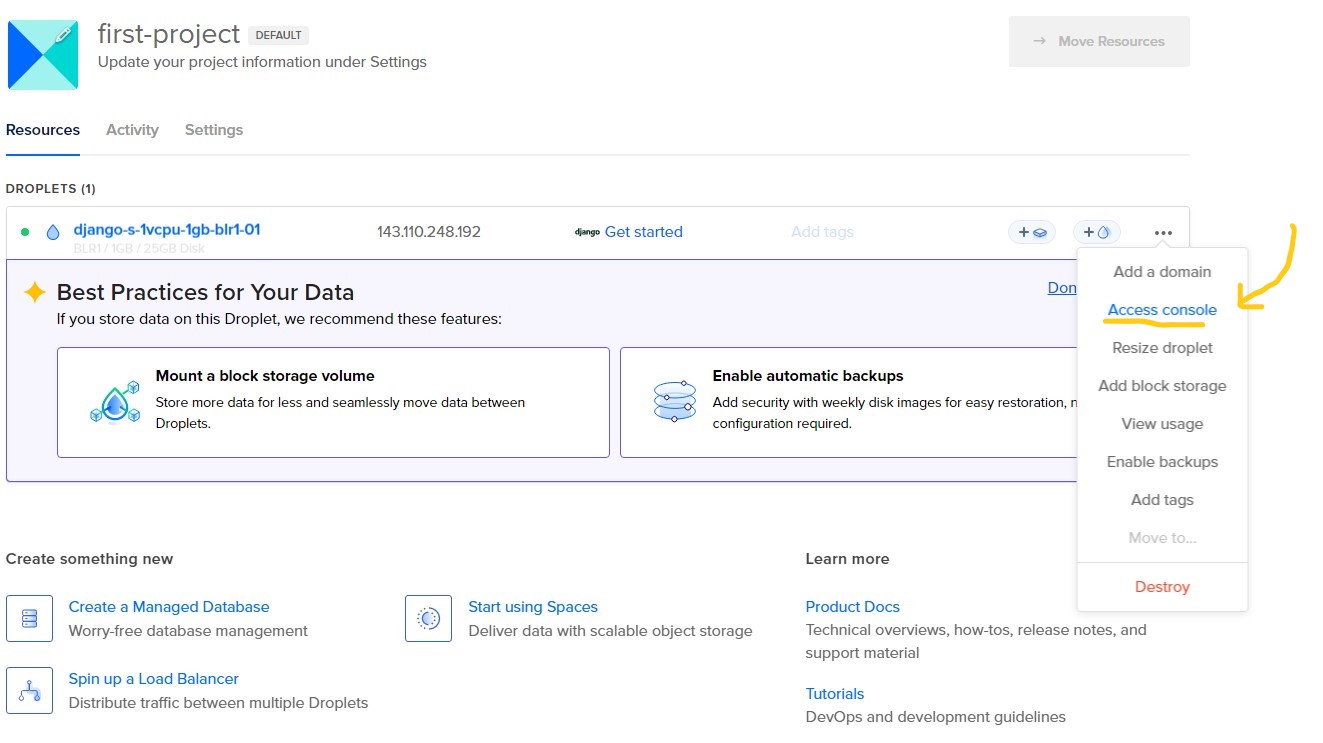 first-project DEFAULT
Update your project information under Settings
→ Move Resources
Resources Activity Settings
DROPLETS (1)
django-s-1vcpu-1gb-blr1-01 143.110.248.192 django Get started Add tags + + •••
BLR1 / 1GB / 25GB Disk
Best Practices for Your Data
Don
If you store data on this Droplet, we recommend these features:
Mount a block storage volume
Store more data for less and seamlessly move data between
Droplets.
Enable automatic backups
Add security with weekly disk images for easy restoration, n
configuration required.
Add a domain
Access console
Resize droplet
Add block storage
View usage
Enable backups
Add tags
Move to...
Destroy
Create something new
Create a Managed Database
Worry-free database management
Start using Spaces
Deliver data with scalable object storage
Spin up a Load Balancer
Distribute traffic between multiple Droplets
Learn more
Product Docs
Technical overviews, how-tos, release notes, and
support material
Tutorials
DevOps and development guidelines